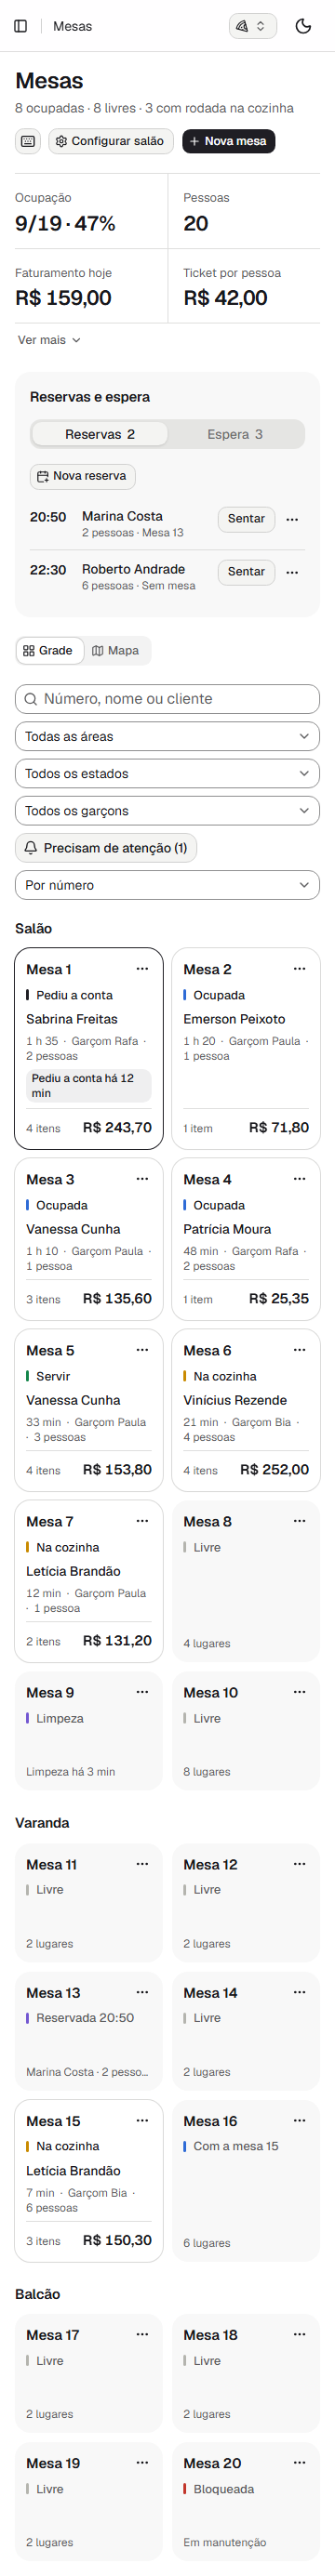 Mesas
Mesas
8 ocupadas · 8 livres · 3 com rodada na cozinha
Configurar salão
Nova mesa
Ocupação
9/19 · 47%
Pessoas
20
Faturamento hoje
R$ 159,00
Ticket por pessoa
R$ 42,00
Ver mais
Reservas e espera
Reservas 2
Espera 3
Nova reserva
20:50
Marina Costa
2 pessoas · Mesa 13
Sentar
22:30
Roberto Andrade
6 pessoas · Sem mesa
Sentar
Grade
Mapa
Número, nome ou cliente
Todas as áreas
Todos os estados
Todos os garçons
Precisam de atenção (1)
Por número
Salão
Mesa 1
Pediu a conta
Sabrina Freitas
1 h 35 · Garçom Rafa ·
2 pessoas
Pediu a conta há 12
min
4 itens
R$ 243,70
Mesa 2
Ocupada
Emerson Peixoto
1 h 20 · Garçom Paula ·
1 pessoa
1 item
R$ 71,80
Mesa 3
Ocupada
Vanessa Cunha
1 h 10 · Garçom Paula ·
1 pessoa
3 itens
R$ 135,60
Mesa 4
Ocupada
Patrícia Moura
48 min · Garçom Rafa ·
2 pessoas
1 item
R$ 25,35
Mesa 5
Servir
Vanessa Cunha
33 min · Garçom Paula
· 3 pessoas
4 itens
R$ 153,80
Mesa 6
Na cozinha
Vinícius Rezende
21 min · Garçom Bia ·
4 pessoas
4 itens
R$ 252,00
Mesa 7
Na cozinha
Letícia Brandão
12 min · Garçom Paula
· 1 pessoa
2 itens
R$ 131,20
Mesa 8
Livre
4 lugares
Mesa 9
Limpeza
Limpeza há 3 min
Mesa 10
Livre
8 lugares
Varanda
Mesa 11
Livre
2 lugares
Mesa 12
Livre
2 lugares
Mesa 13
Reservada 20:50
Marina Costa · 2 pesso...
Mesa 14
Livre
2 lugares
Mesa 15
Na cozinha
Letícia Brandão
7 min · Garçom Bia ·
6 pessoas
3 itens
R$ 150,30
Mesa 16
Com a mesa 15
6 lugares
Balcão
Mesa 17
Livre
2 lugares
Mesa 18
Livre
2 lugares
Mesa 19
Livre
2 lugares
Mesa 20
Bloqueada
Em manutenção